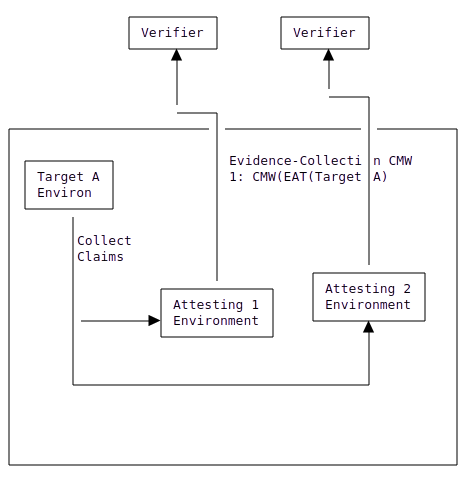 Verifier
Verifier
Evidence-Collecti n CMW
1: CMW(EAT(Target A)
Target A
Environ
Collect
Claims
Attesting 1
Environment
Attesting 2
Environment